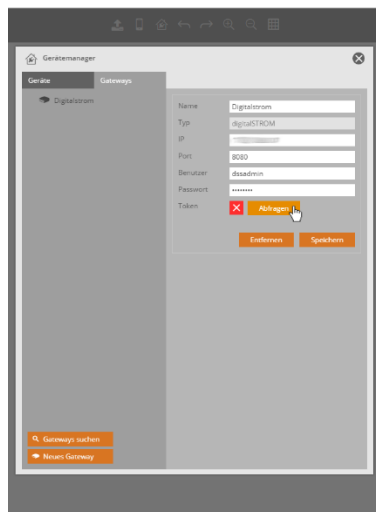 Gerätemanager
Geräte Gateways
Digitalstrom
Name Digitalstrom
Typ digitalSTROM
IP
Port 8080
Benutzer dssadmin
Passwort ••••••••
Token Abfragen
Entfernen Speichern
Gateways suchen
Neues Gateway